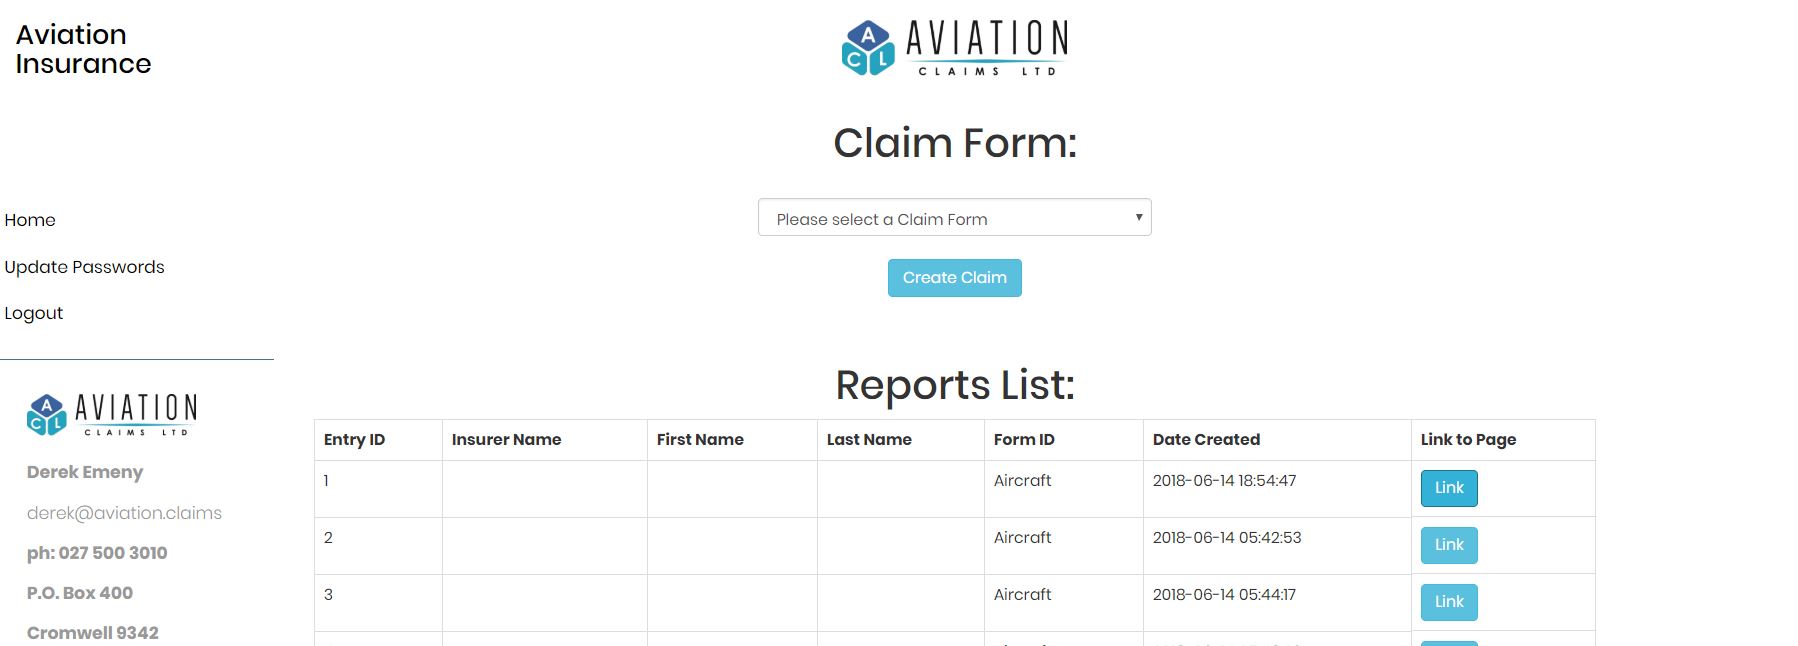 Aviation
Insurance
Home
Update Passwords
Logout
ACL AVIATION
CLAIMS LTD
Derek Emeny
derek@aviation.claims
ph: 027 500 3010
P.O. Box 400
Cromwell 9342
ACL AVIATION
CLAIMS LTD
Claim Form:
Please select a Claim Form
Create Claim
Reports List:
Entry ID Insurer Name First Name Last Name Form ID Date Created Link to Page
1 Aircraft 2018-06-14 18:54:47 Link
2 Aircraft 2018-06-14 05:42:53 Link
3 Aircraft 2018-06-14 05:44:17 Link